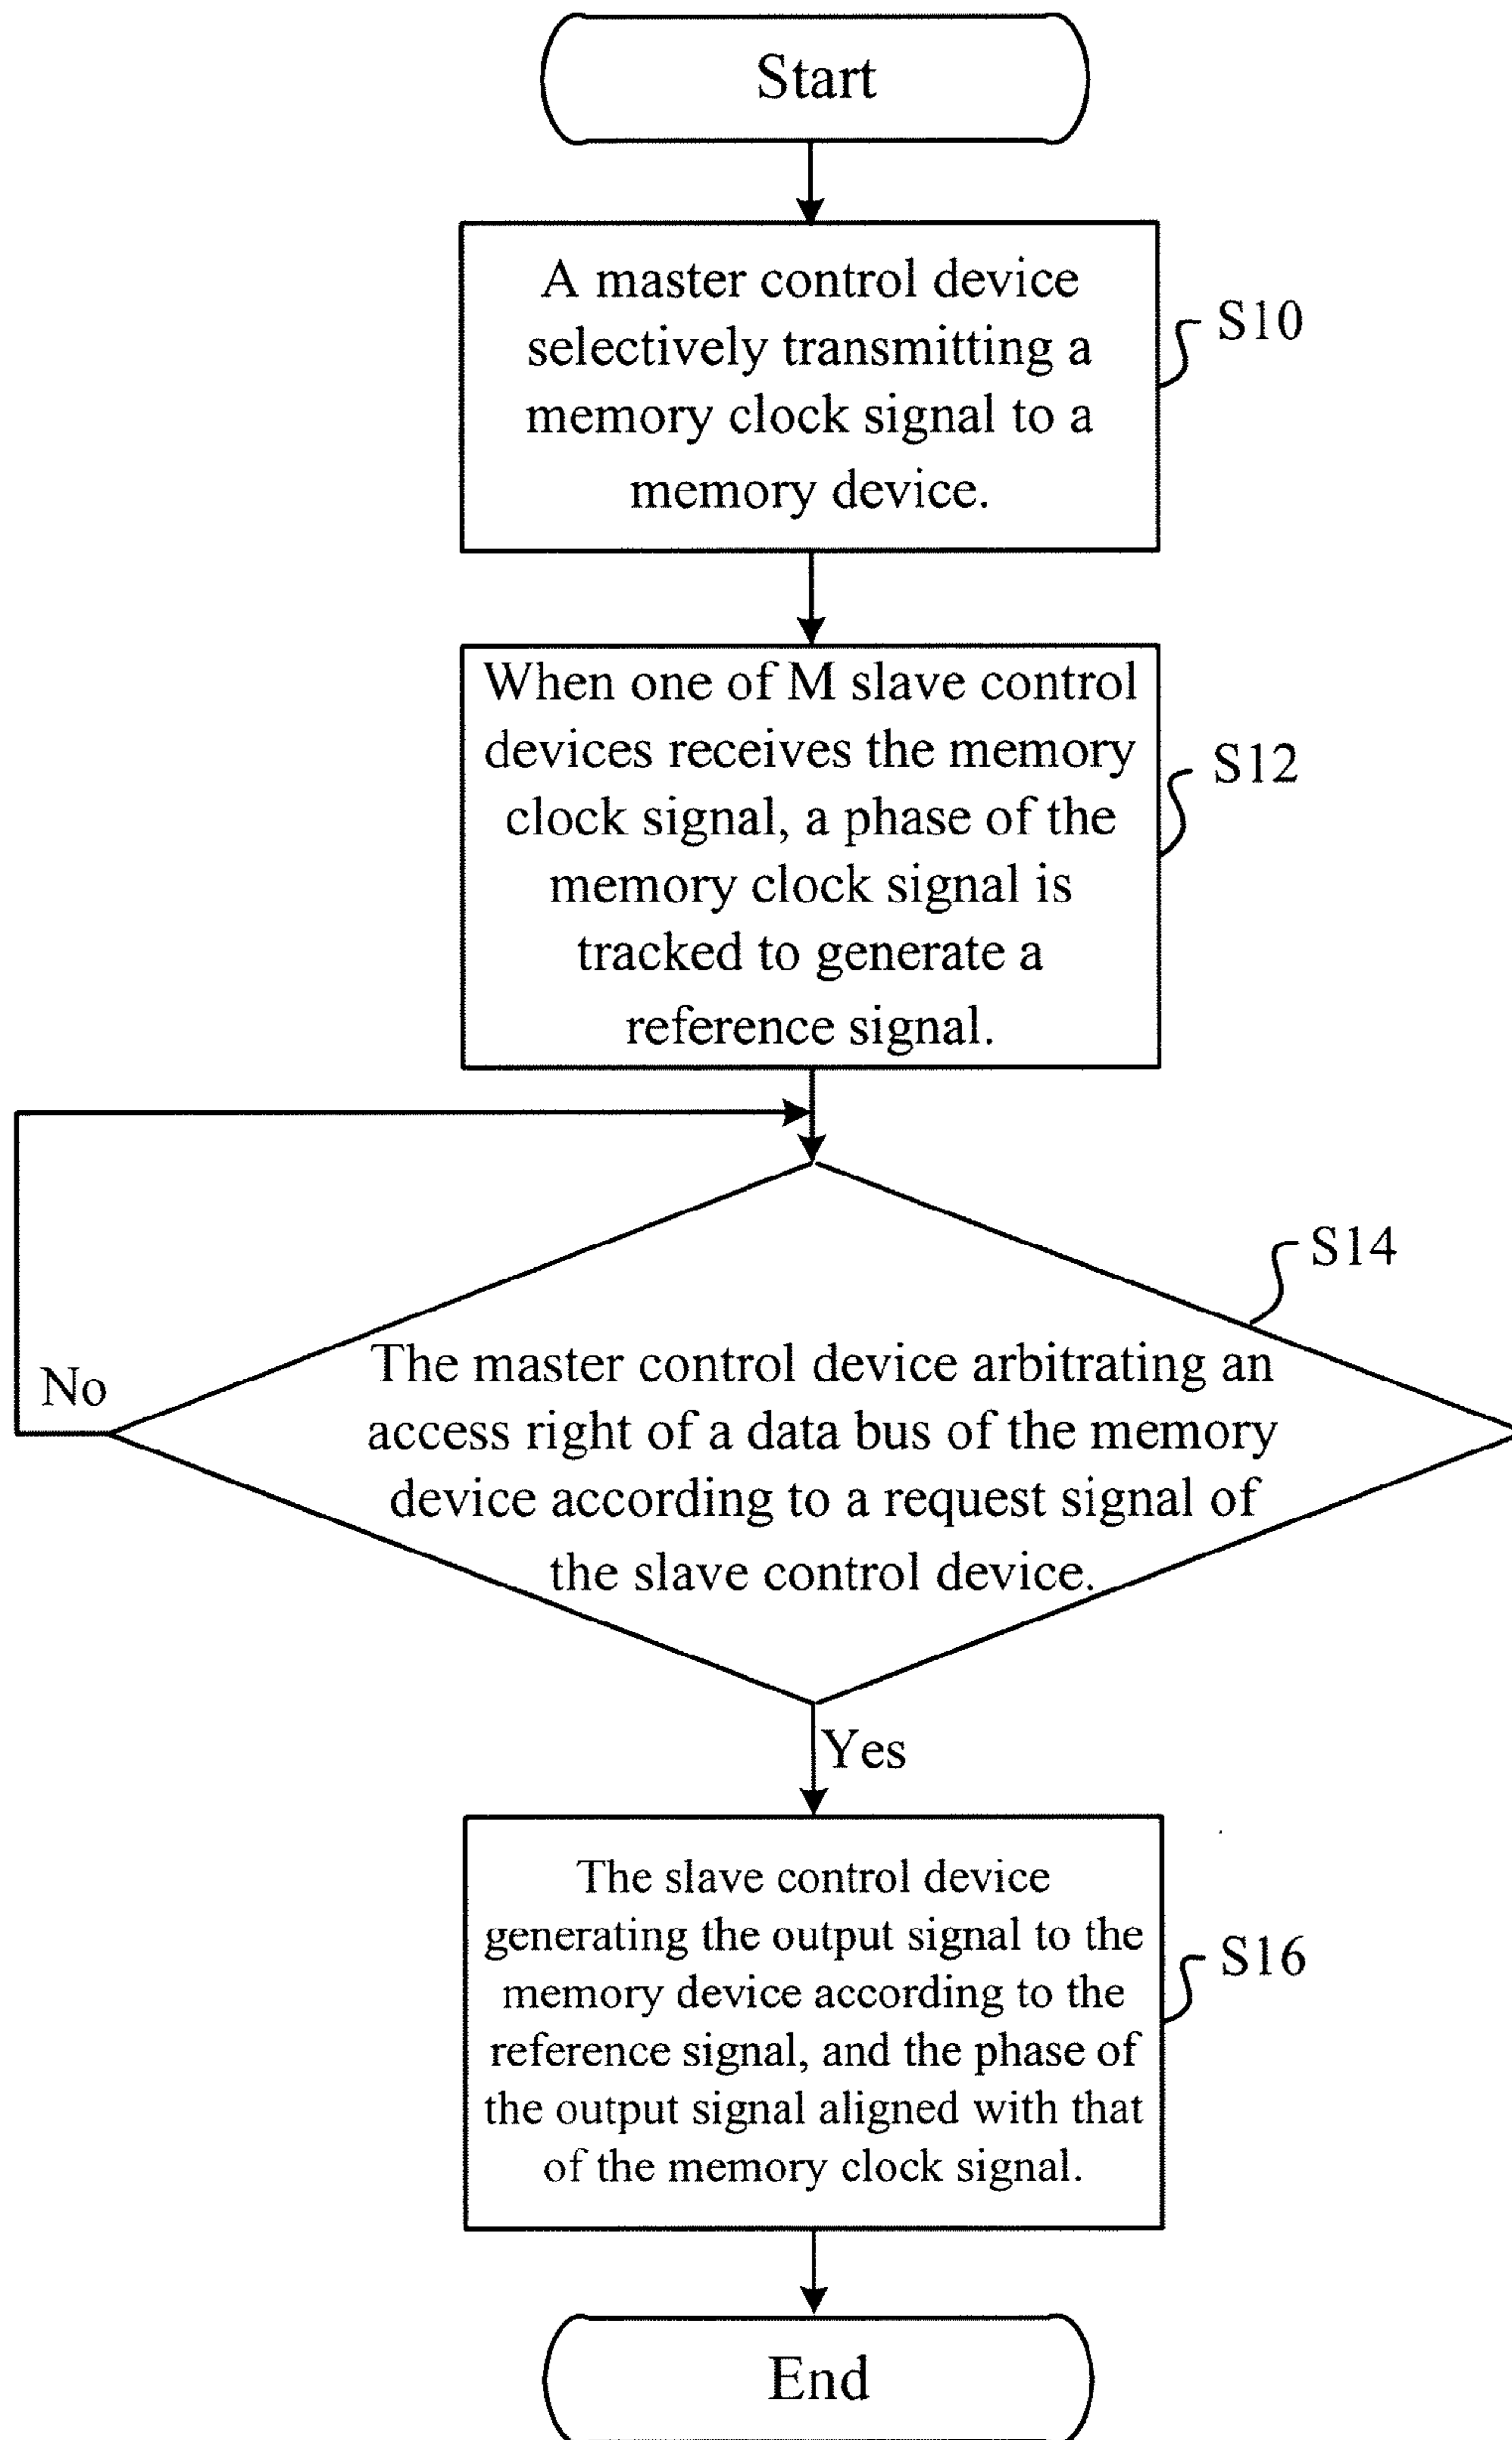 Start
A master control device
selectively transmitting a
memory clock signal to a
memory device.
S10
When one of M slave control
devices receives the memory
clock signal, a phase of the
memory clock signal is
tracked to generate a
reference signal.
S12
S14
The master control device arbitrating an
access right of a data bus of the memory
device according to a request signal of
the slave control device.
No
Yes
The slave control device
generating the output signal to the
memory device according to the
reference signal, and the phase of
the output signal aligned with that
of the memory clock signal.
S16
End